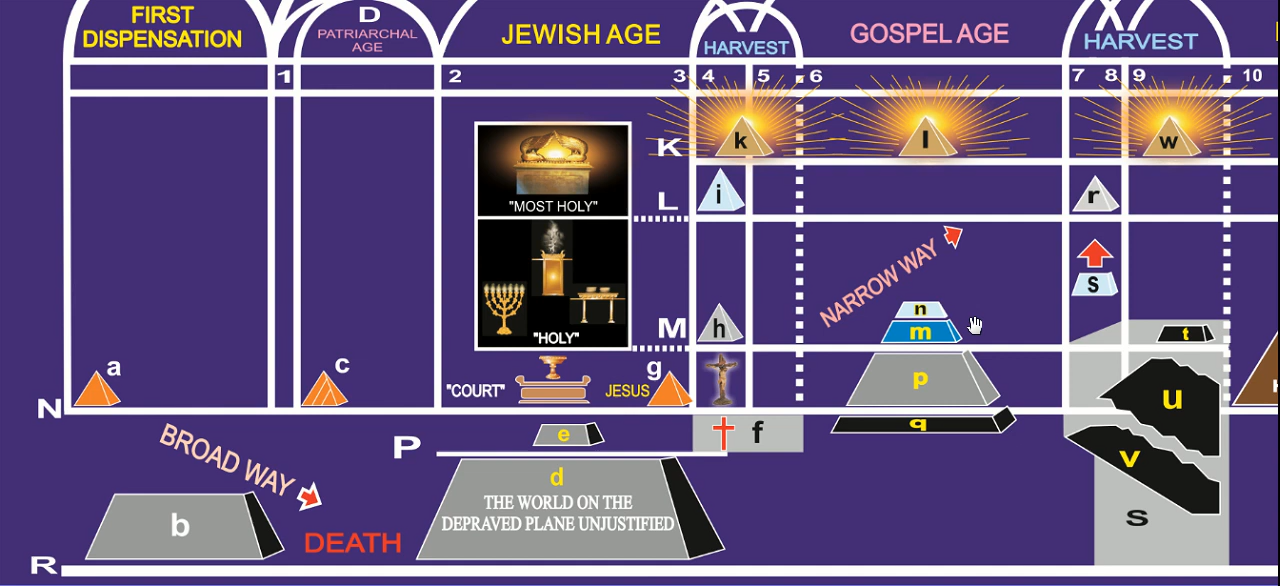 FIRST
DISPENSATION
D
PATRIARCHAL
AGE
JEWISH AGE
HARVEST
GOSPEL AGE
HARVEST
1
2
3
4
5
6
7
8
9
10
K
k
l
w
"MOST HOLY"
L
i
r
NARROW WAY
S
"HOLY"
M
h
n
m
t
a
c
"COURT"
JESUS
g
p
u
N
q
BROAD WAY
P
e
f
v
d
THE WORLD ON THE
DEPRAVED PLANE UNJUSTIFIED
b
DEATH
S
R